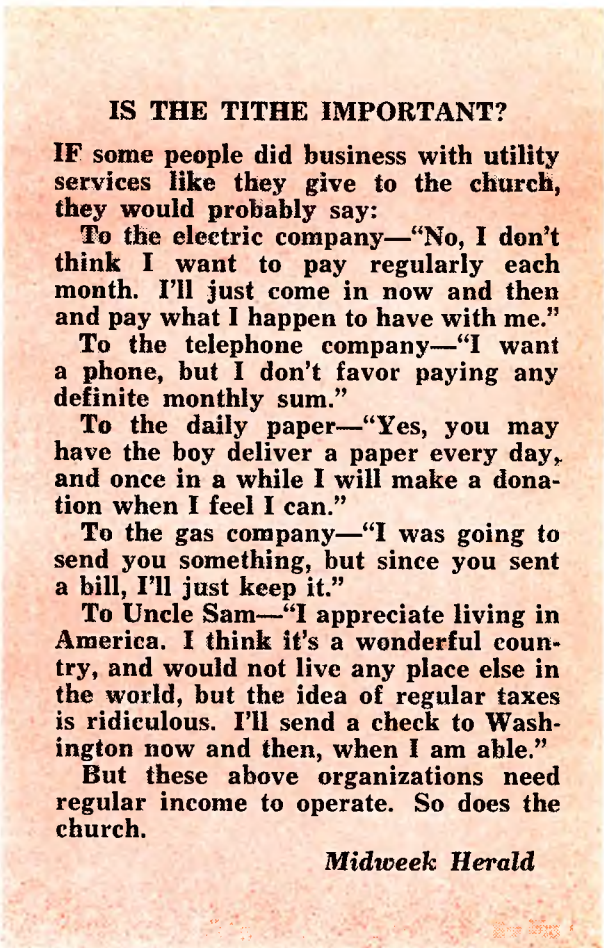 IS THE TITHE IMPORTANT?
IF some people did business with utility
services like they give to the church,
they would probably say:
To the electric company—“No, I don’t
think I want to pay regularly each
month. I’ll just come in now and then
and pay what I happen to have with me.”
To the telephone company—“I want
a phone, but I don’t favor paying any
definite monthly sum.”
To the daily paper—“Yes, you may
have the boy deliver a paper every day,
and once in a while I will make a dona-
tion when I feel I can.”
To the gas company—“I was going to
send you something, but since you sent
a bill, I’ll just keep it.”
To Uncle Sam—“I appreciate living in
America. I think it’s a wonderful coun-
try, and would not live any place else in
the world, but the idea of regular taxes
is ridiculous. I’ll send a check to Wash-
ington now and then, when I am able.”
But these above organizations need
regular income to operate. So does the
church.
Midweek Herald